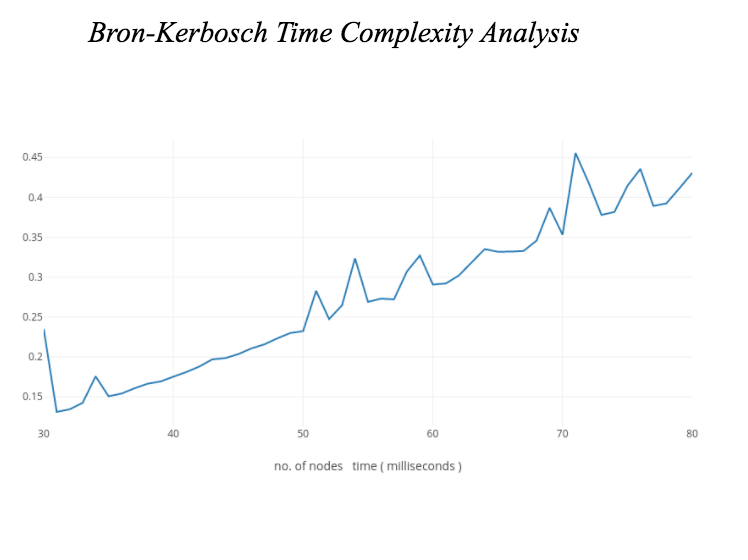 Bron-Kerbosch Time Complexity Analysis
0.45
0.4
0.35
0.3
0.25
0.2
0.15
30 40 50 60 70 80
no. of nodes time ( milliseconds )